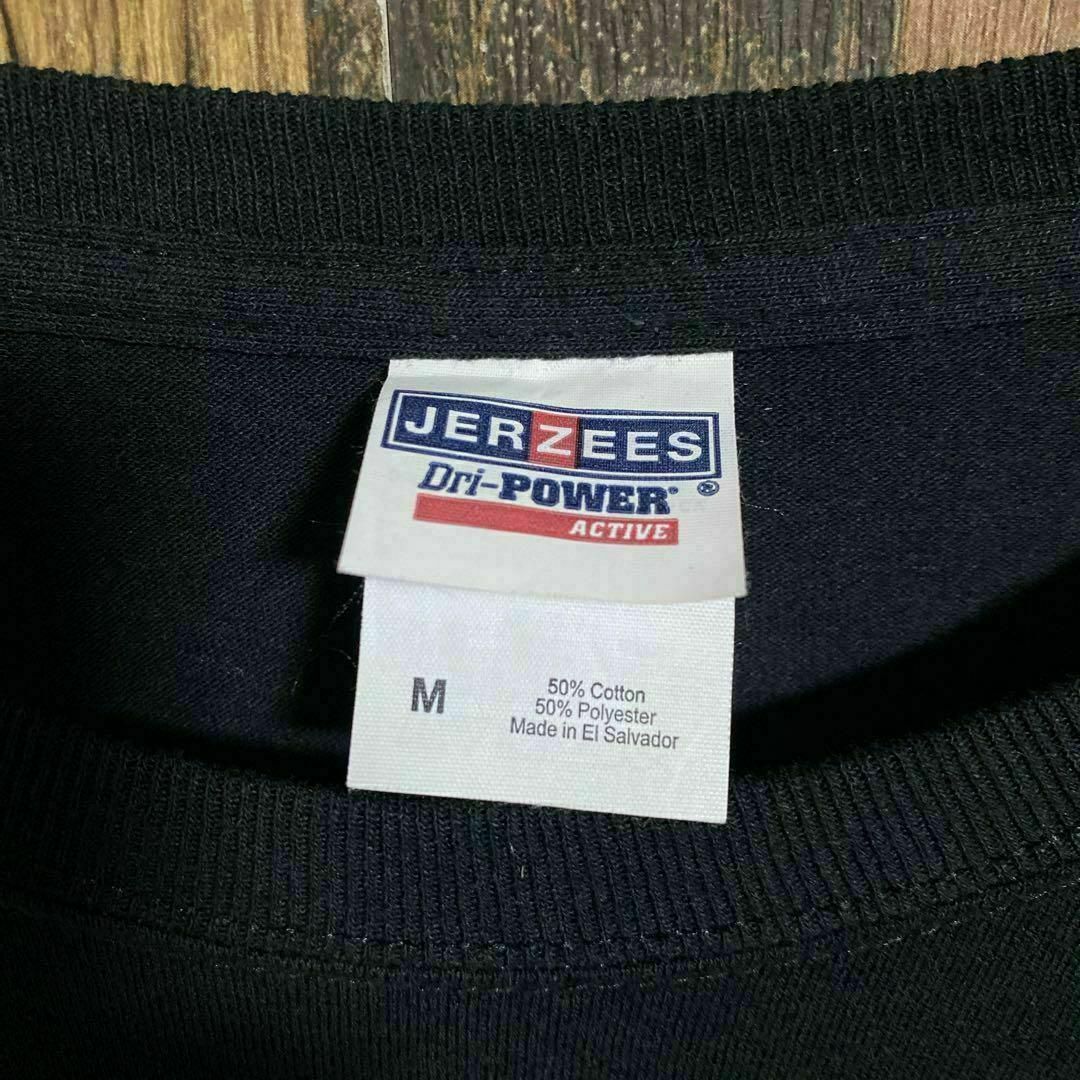 JERZEES
Dri-POWER®
ACTIVE
M
50% Cotton
50% Polyester
Made in El Salvador